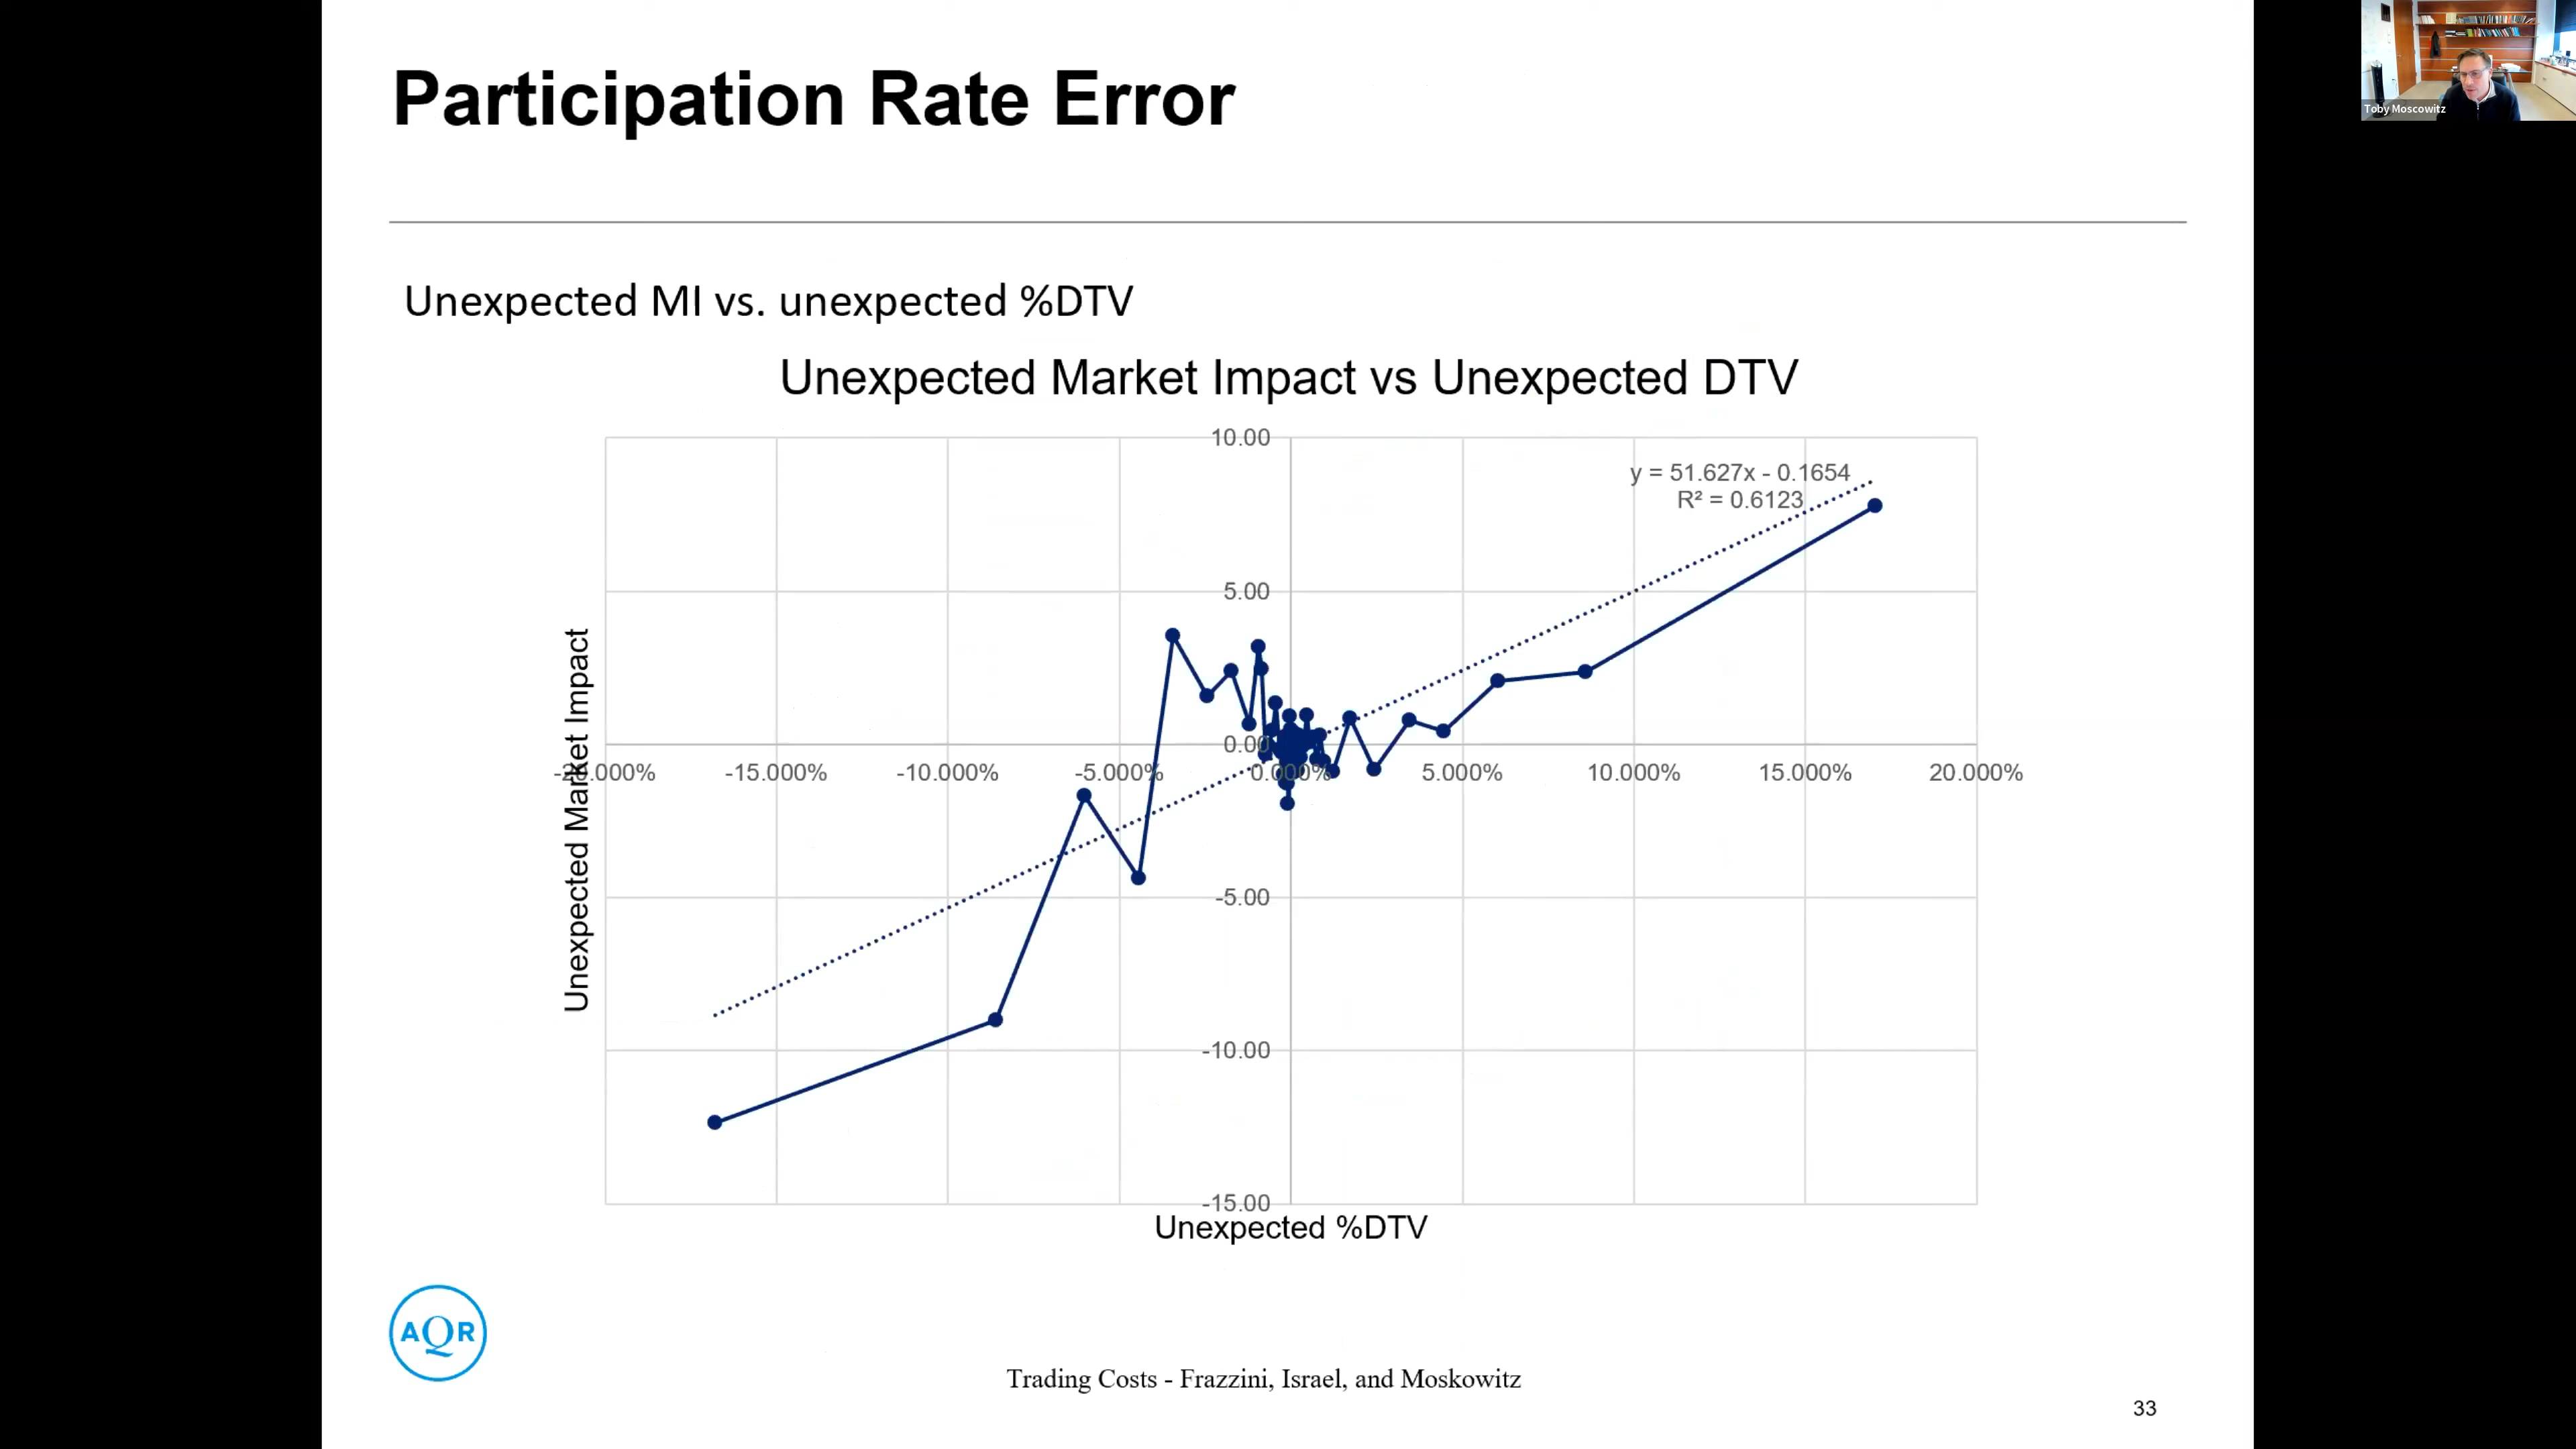 Participation Rate Error
Toby Moscowitz
Unexpected MI vs. unexpected %DTV
Unexpected Market Impact vs Unexpected DTV
10.00
y = 51.627x - 0.1654
R² = 0.6123
5.00
0.00
-20.000% -15.000% -10.000% -5.000% 0.000% 5.000% 10.000% 15.000% 20.000%
-5.00
-10.00
-15.00
Unexpected Market Impact
Unexpected %DTV
AQR
Trading Costs - Frazzini, Israel, and Moskowitz
33